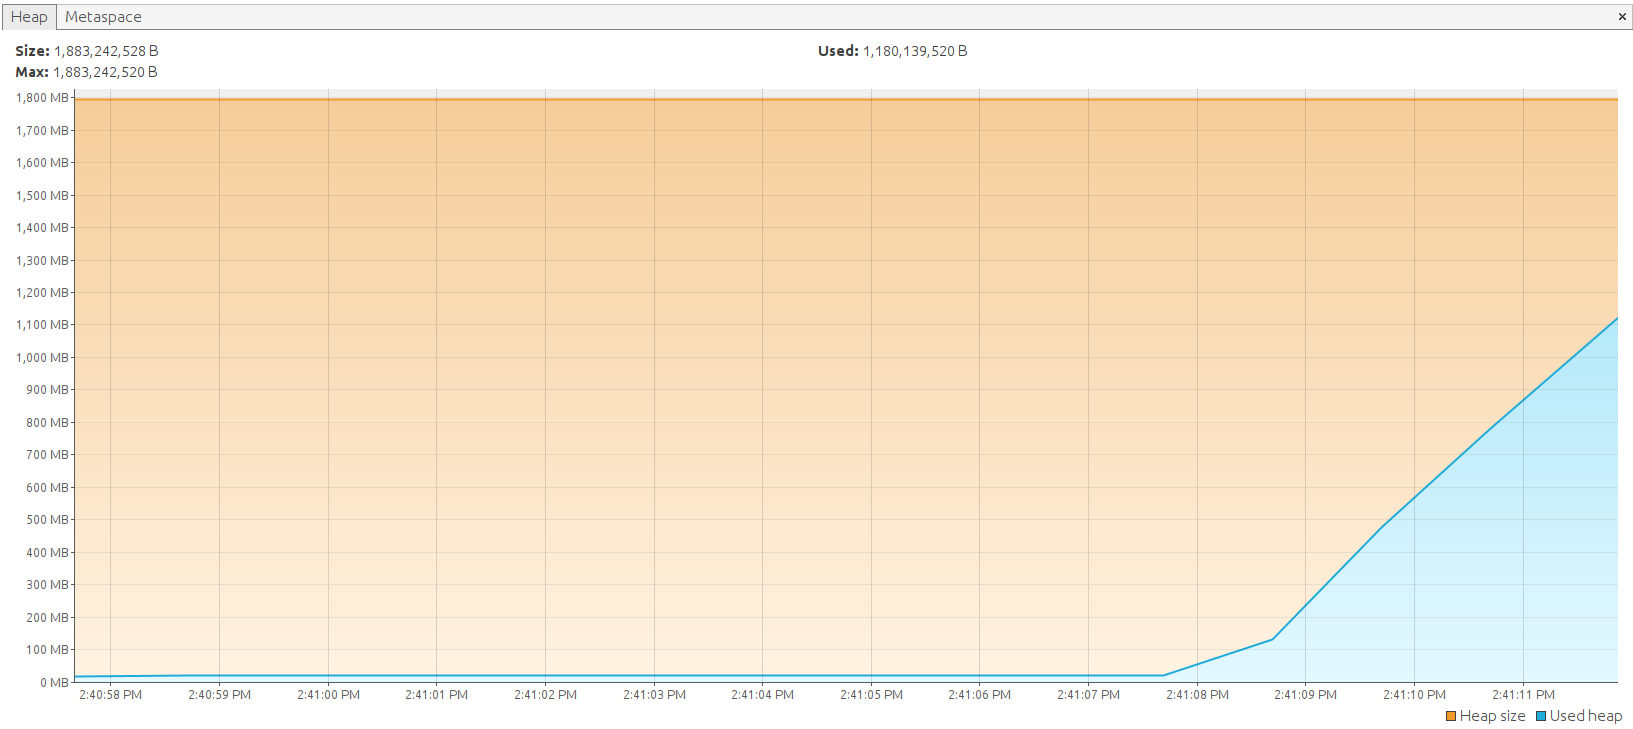 Heap Metaspace ×
Size: 1,883,242,528 B Used: 1,180,139,520 B
Max: 1,883,242,520 B
1,800 MB
1,700 MB
1,600 MB
1,500 MB
1,400 MB
1,300 MB
1,200 MB
1,100 MB
1,000 MB
900 MB
800 MB
700 MB
600 MB
500 MB
400 MB
300 MB
200 MB
100 MB
0 MB
2:40:58 PM 2:40:59 PM 2:41:00 PM 2:41:01 PM 2:41:02 PM 2:41:03 PM 2:41:04 PM 2:41:05 PM 2:41:06 PM 2:41:07 PM 2:41:08 PM 2:41:09 PM 2:41:10 PM 2:41:11 PM
Heap size Used heap